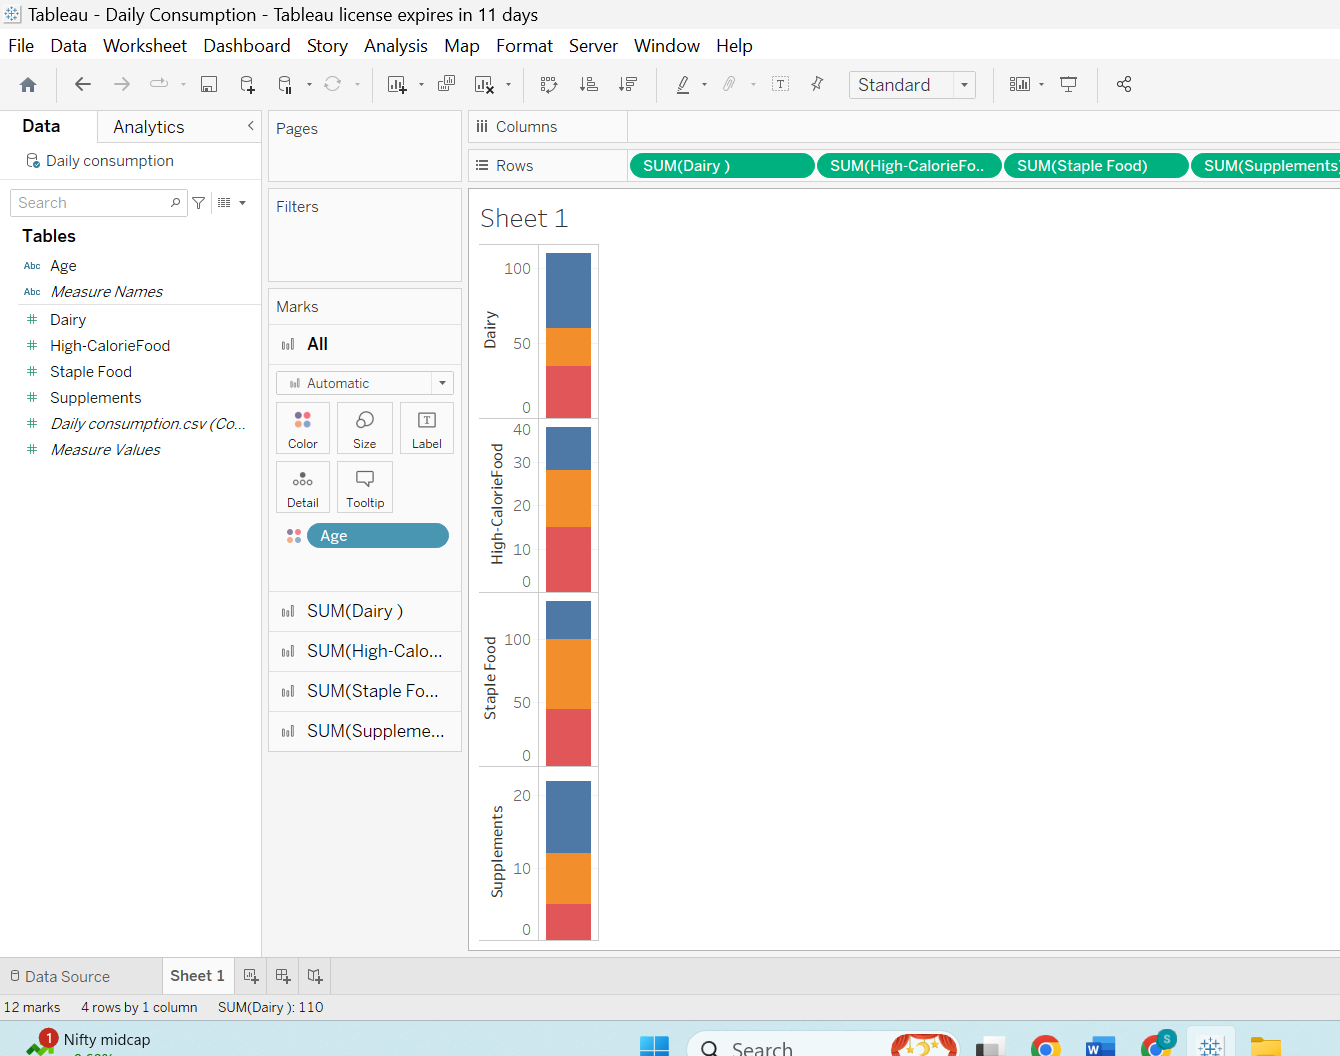 Tableau - Daily Consumption - Tableau license expires in 11 days
File Data Worksheet Dashboard Story Analysis Map Format Server Window Help
Standard
Data Analytics
Daily consumption
Search
Tables
Abc Age
Abc Measure Names
Dairy
High-CalorieFood
Staple Food
Supplements
Daily consumption.csv (Co...
Measure Values
Pages
Filters
Marks
All
Automatic
Color Size Label
Detail Tooltip
Age
SUM(Dairy )
SUM(High-Calo...
SUM(Staple Fo...
SUM(Suppleme...
Columns
Rows SUM(Dairy ) SUM(High-CalorieFo.. SUM(Staple Food) SUM(Supplements)
Sheet 1
Dairy
100
50
0
High-CalorieFood
40
30
20
10
0
Staple Food
100
50
0
Supplements
20
10
0
Data Source Sheet 1
12 marks 4 rows by 1 column SUM(Dairy ): 110
1 Nifty midcap
Search
W
S